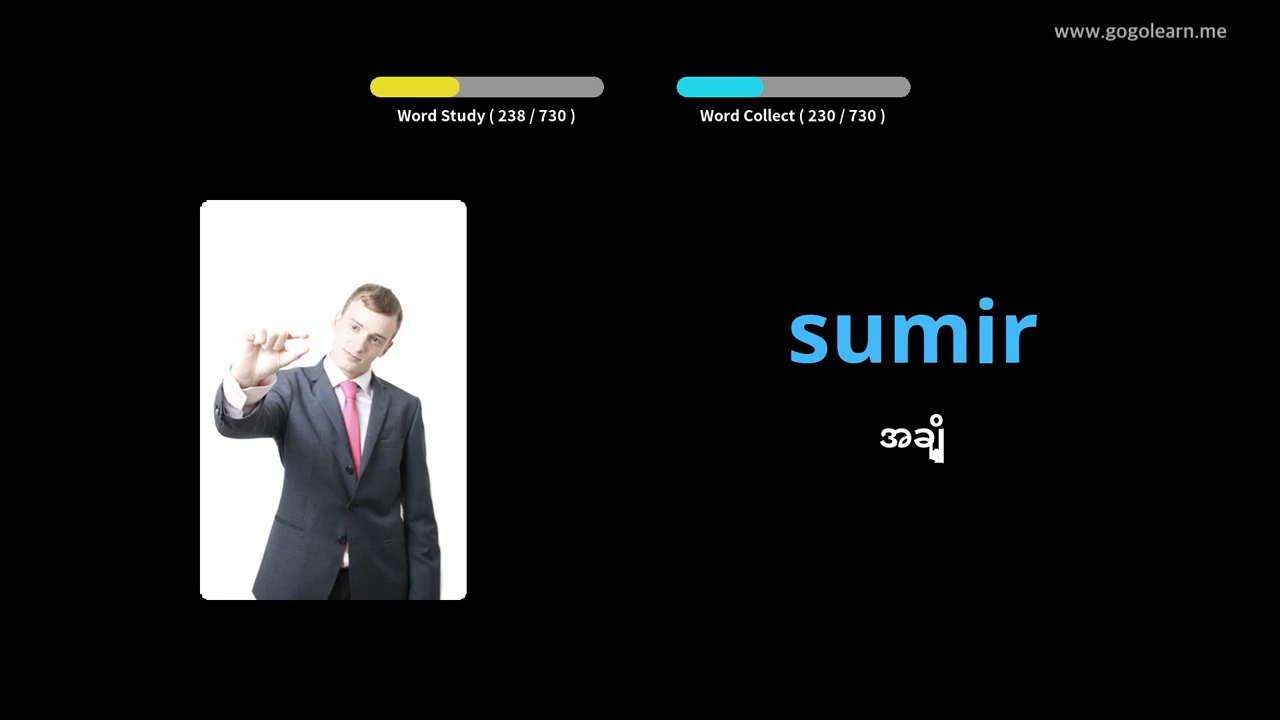 www.gogolearn.me
Word Study ( 238 / 730 )
Word Collect ( 230 / 730 )
sumir
အချို့